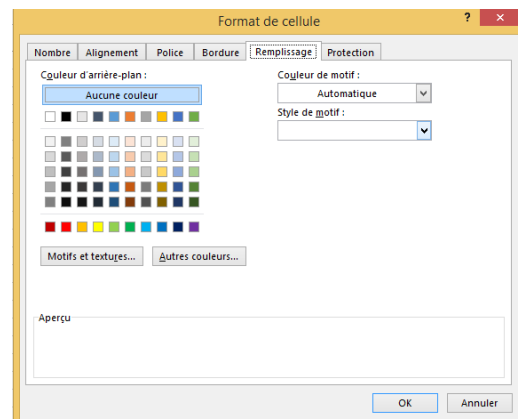 Format de cellule
? ×
Nombre Alignement Police Bordure Remplissage Protection
Couleur d'arrière-plan :
Couleur de motif :
Aucune couleur
Automatique
Style de motif :
Motifs et textures... Autres couleurs...
Aperçu
OK Annuler